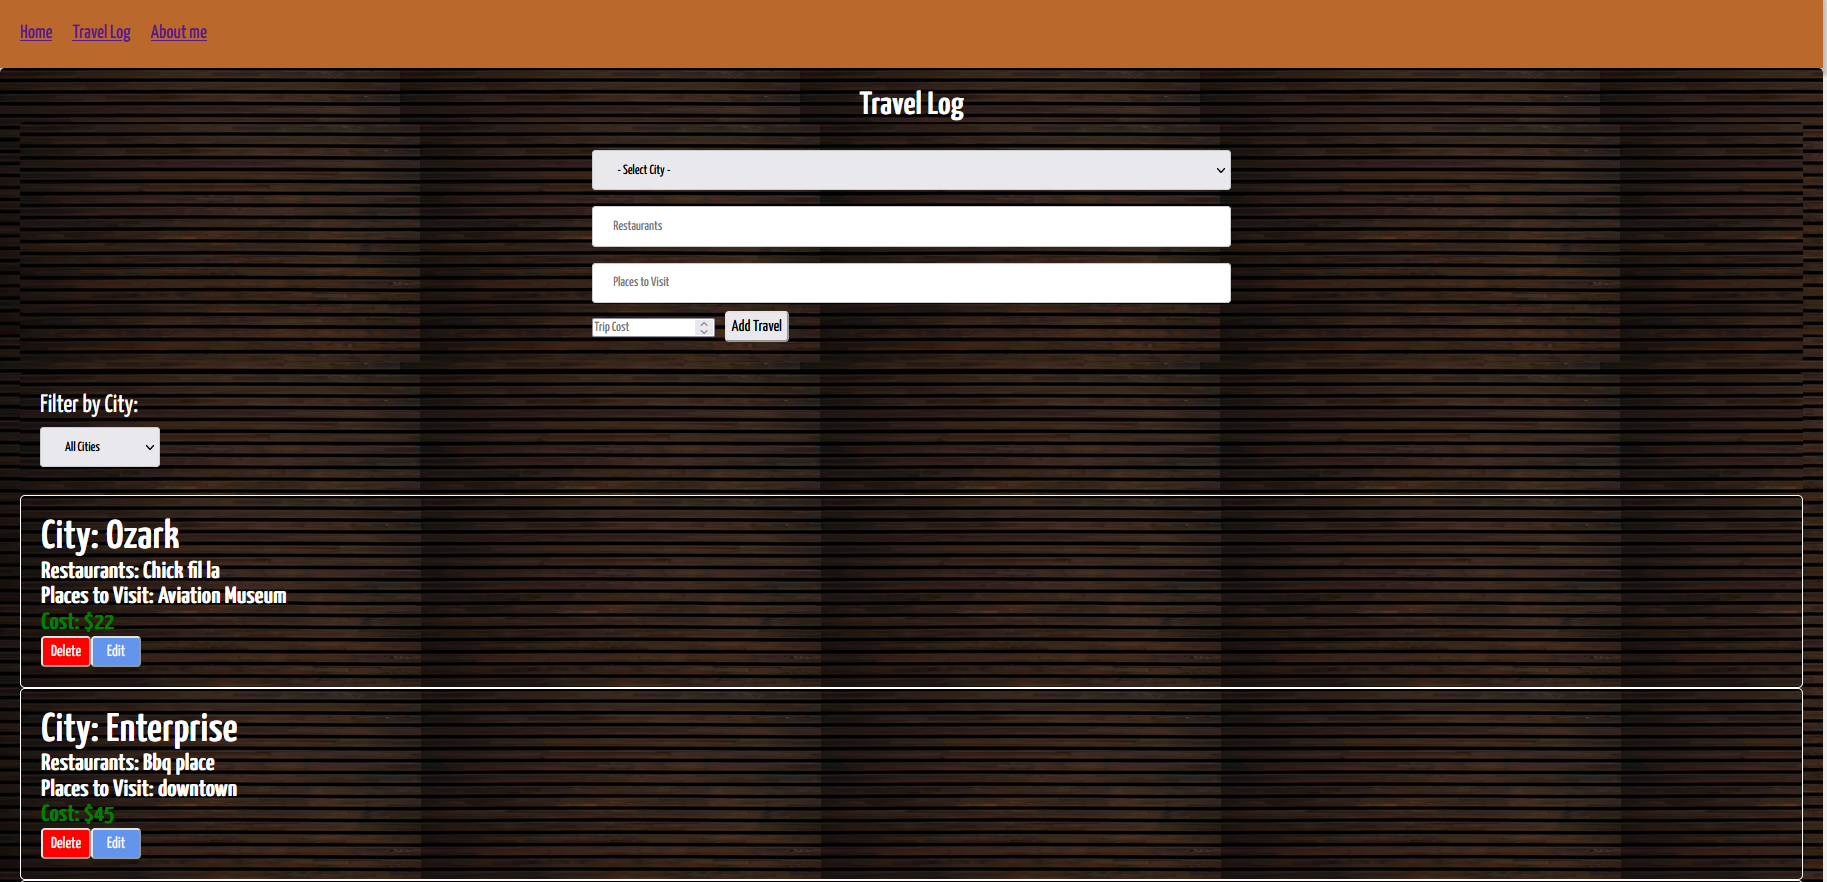 Home Travel Log About me
Travel Log
- Select City -
Restaurants
Places to Visit
Trip Cost Add Travel
Filter by City:
All Cities
City: Ozark
Restaurants: Chick fil la
Places to Visit: Aviation Museum
Cost: $22
Delete Edit
City: Enterprise
Restaurants: Bbq place
Places to Visit: downtown
Cost: $45
Delete Edit